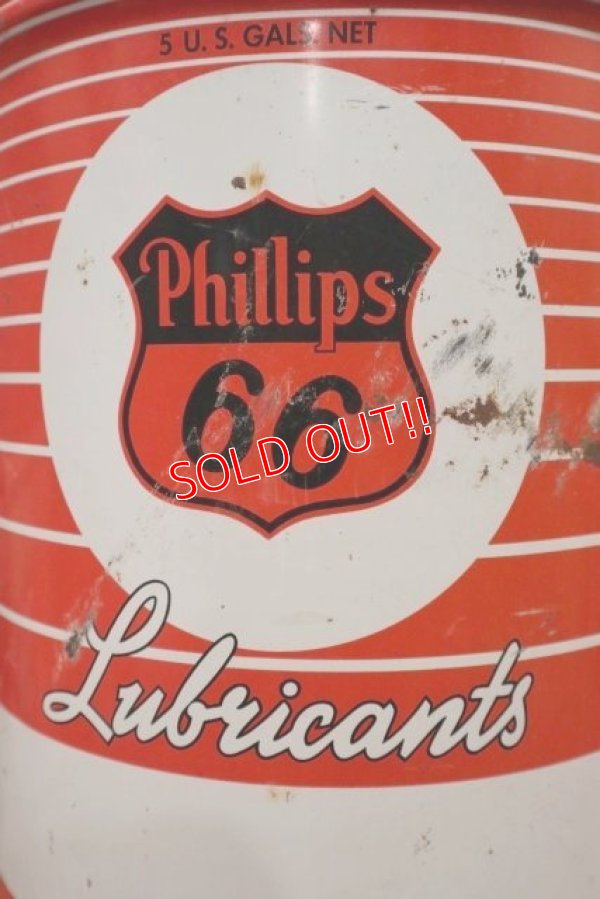 5 U. S. GALS. NET
Phillips
66
SOLD OUT!!
Lubricants